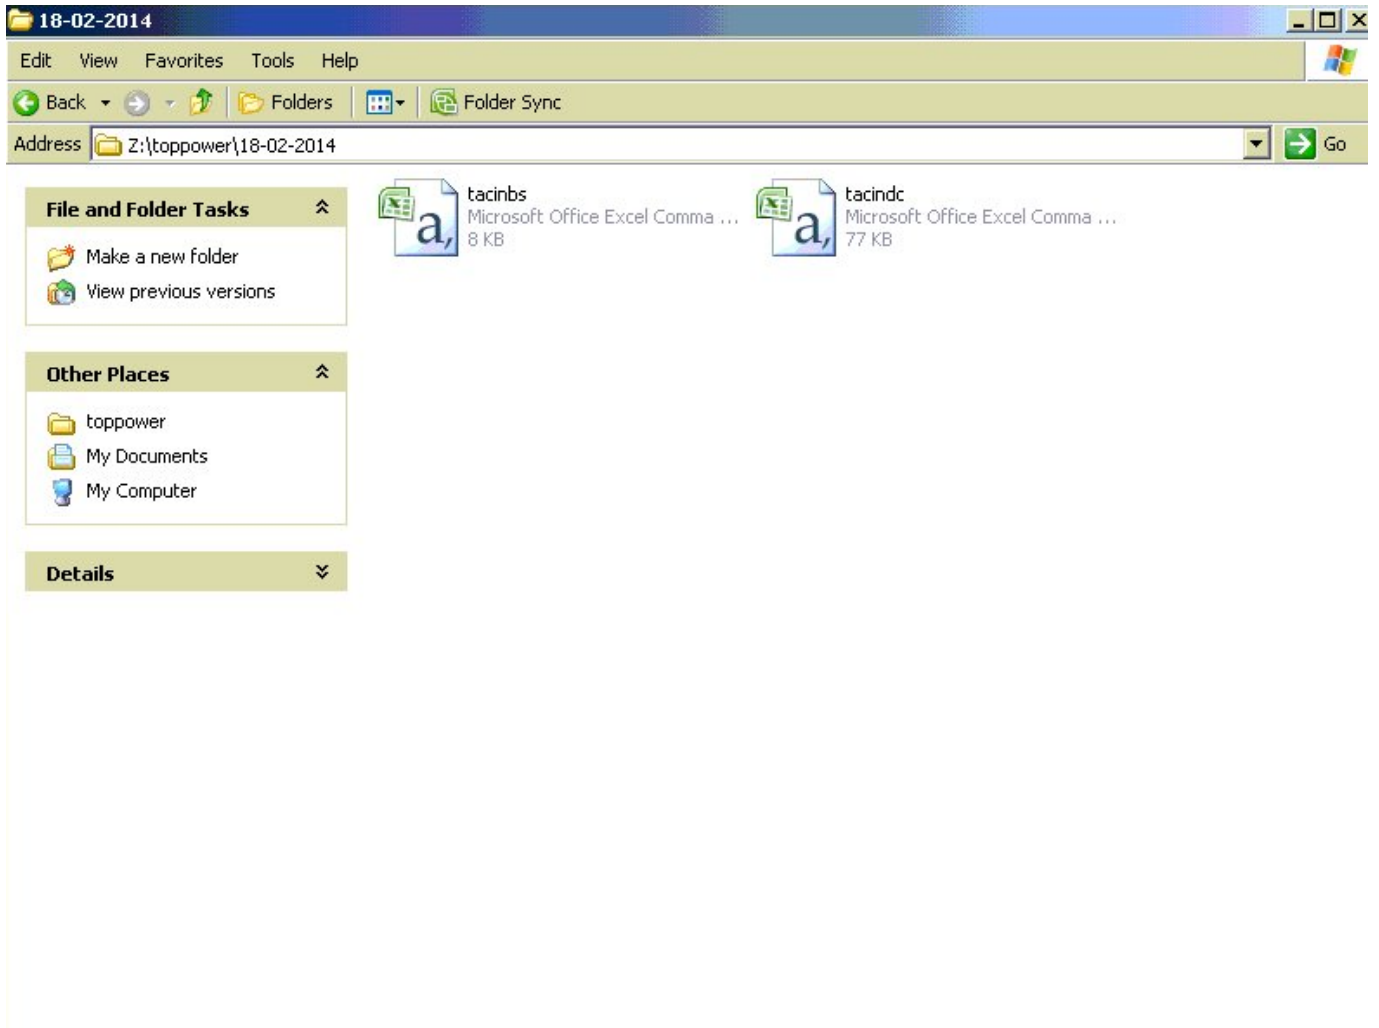 18-02-2014
Edit View Favorites Tools Help
Back Folders Folder Sync
Address Z:\toppower\18-02-2014 Go
File and Folder Tasks
Make a new folder
View previous versions
Other Places
toppower
My Documents
My Computer
Details
tacinbs
Microsoft Office Excel Comma ...
8 KB
tacindc
Microsoft Office Excel Comma ...
77 KB